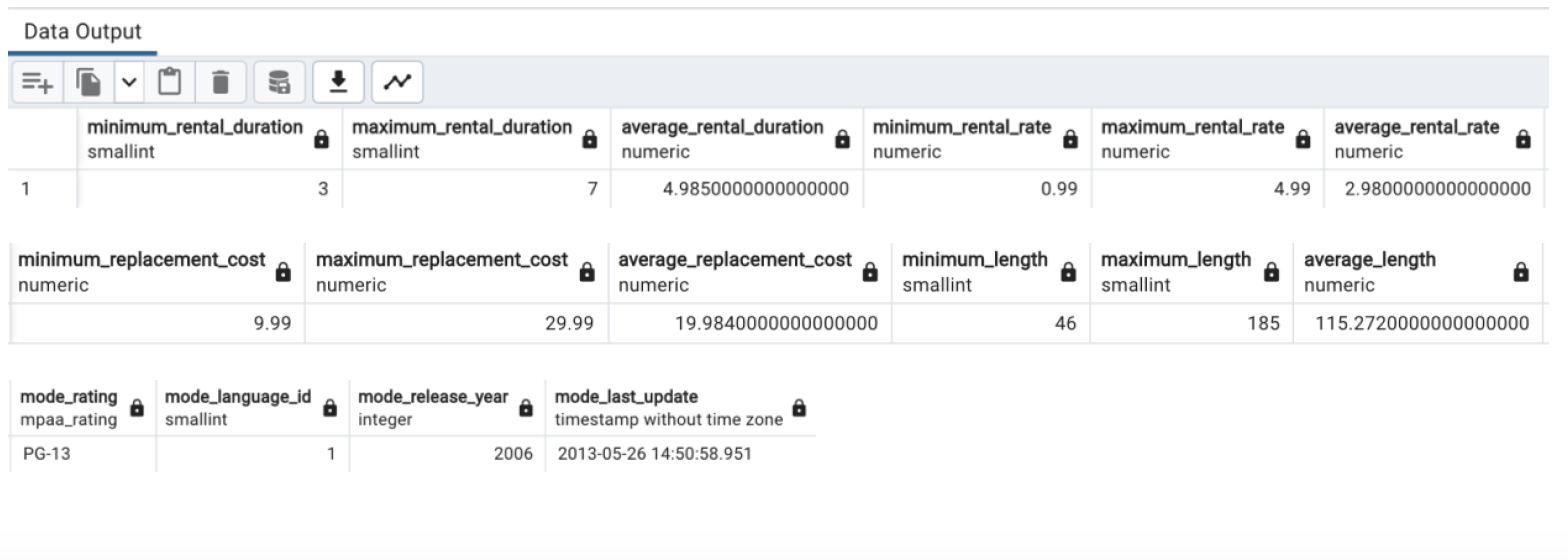 Data Output
minimum_rental_duration maximum_rental_duration average_rental_duration minimum_rental_rate maximum_rental_rate average_rental_rate
smallint smallint numeric numeric numeric numeric
1 3 7 4.9850000000000000 0.99 4.99 2.9800000000000000
minimum_replacement_cost maximum_replacement_cost average_replacement_cost minimum_length maximum_length average_length
numeric numeric numeric smallint smallint numeric
9.99 29.99 19.9840000000000000 46 185 115.2720000000000000
mode_rating mode_language_id mode_release_year mode_last_update
mpaa_rating smallint integer timestamp without time zone
PG-13 1 2006 2013-05-26 14:50:58.951